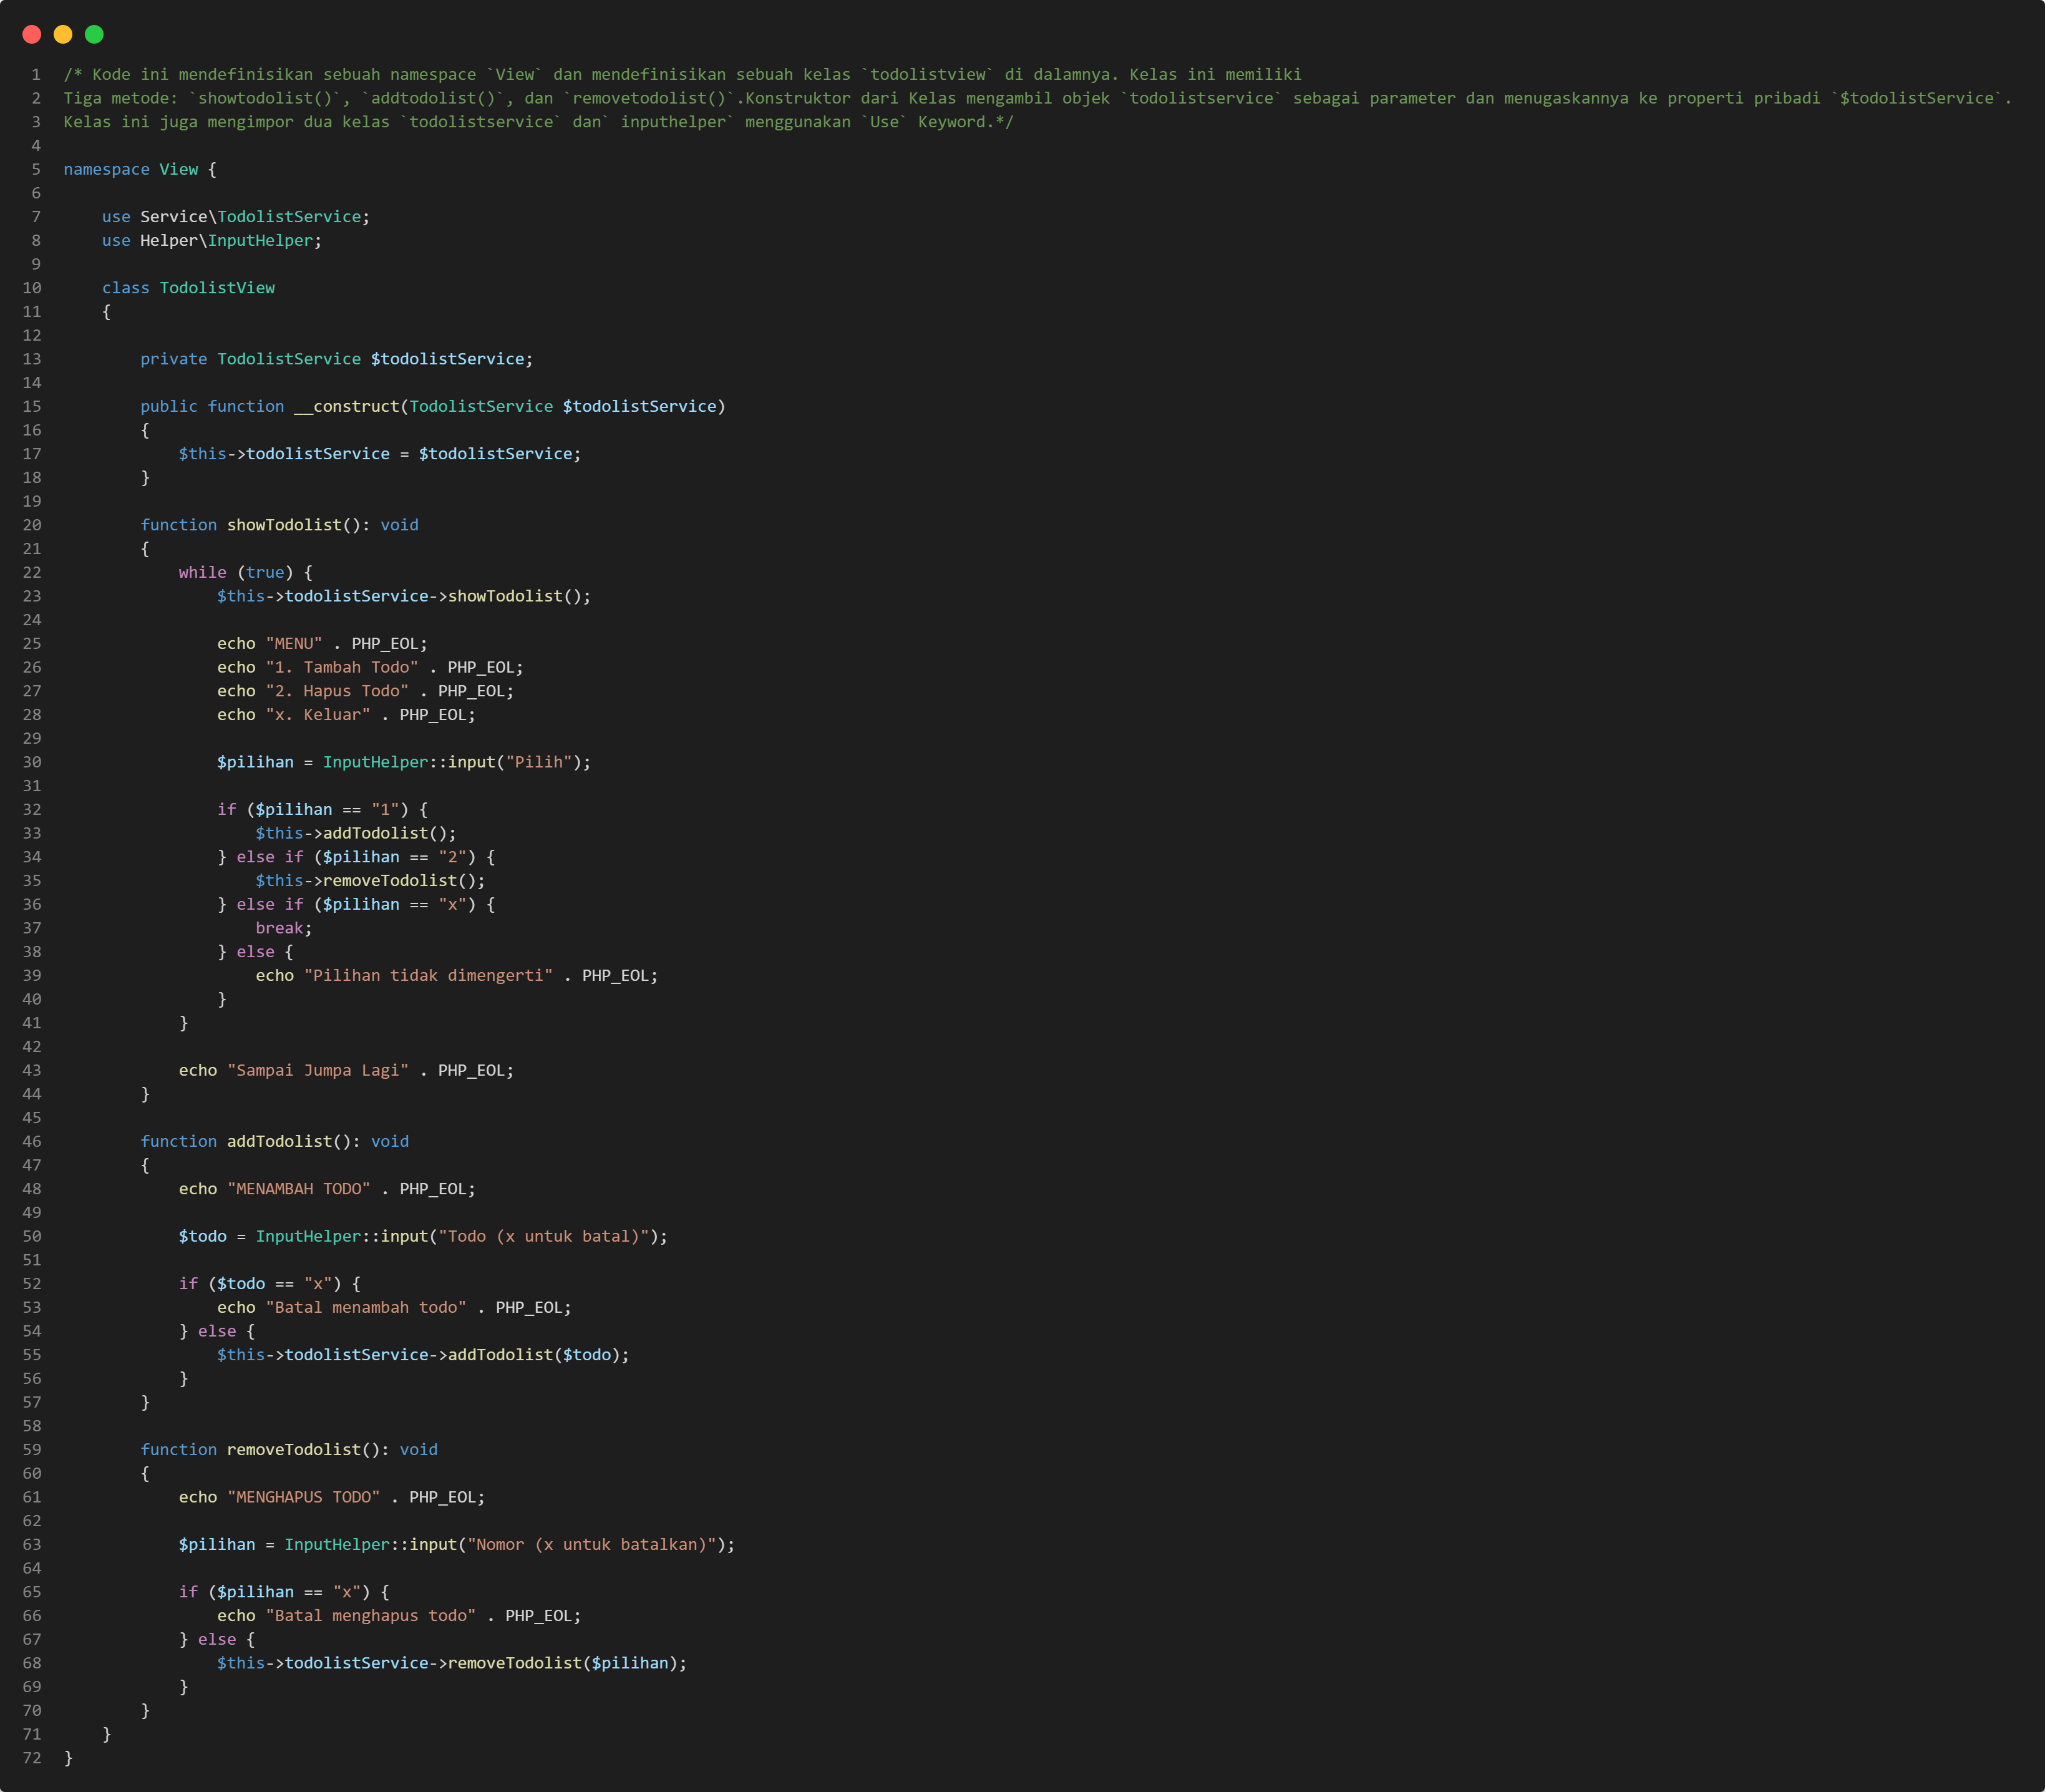 1 /* Kode ini mendefinisikan sebuah namespace `View` dan mendefinisikan sebuah kelas `todolistview` di dalamnya. Kelas ini memiliki
2 Tiga metode: `showtodolist()`, `addtodolist()`, dan `removetodolist()`.Konstruktor dari Kelas mengambil objek `todolistservice` sebagai parameter dan menugaskannya ke properti pribadi `$todolistService`.
3 Kelas ini juga mengimpor dua kelas `todolistservice` dan` inputhelper` menggunakan `Use` Keyword.*/
4
5 namespace View {
6
7     use Service\TodolistService;
8     use Helper\InputHelper;
9
10     class TodolistView
11     {
12
13         private TodolistService $todolistService;
14
15         public function __construct(TodolistService $todolistService)
16         {
17             $this->todolistService = $todolistService;
18         }
19
20         function showTodolist(): void
21         {
22             while (true) {
23                 $this->todolistService->showTodolist();
24
25                 echo "MENU" . PHP_EOL;
26                 echo "1. Tambah Todo" . PHP_EOL;
27                 echo "2. Hapus Todo" . PHP_EOL;
28                 echo "x. Keluar" . PHP_EOL;
29
30                 $pilihan = InputHelper::input("Pilih");
31
32                 if ($pilihan == "1") {
33                     $this->addTodolist();
34                 } else if ($pilihan == "2") {
35                     $this->removeTodolist();
36                 } else if ($pilihan == "x") {
37                     break;
38                 } else {
39                     echo "Pilihan tidak dimengerti" . PHP_EOL;
40                 }
41             }
42
43             echo "Sampai Jumpa Lagi" . PHP_EOL;
44         }
45
46         function addTodolist(): void
47         {
48             echo "MENAMBAH TODO" . PHP_EOL;
49
50             $todo = InputHelper::input("Todo (x untuk batal)");
51
52             if ($todo == "x") {
53                 echo "Batal menambah todo" . PHP_EOL;
54             } else {
55                 $this->todolistService->addTodolist($todo);
56             }
57         }
58
59         function removeTodolist(): void
60         {
61             echo "MENGHAPUS TODO" . PHP_EOL;
62
63             $pilihan = InputHelper::input("Nomor (x untuk batalkan)");
64
65             if ($pilihan == "x") {
66                 echo "Batal menghapus todo" . PHP_EOL;
67             } else {
68                 $this->todolistService->removeTodolist($pilihan);
69             }
70         }
71     }
72 }